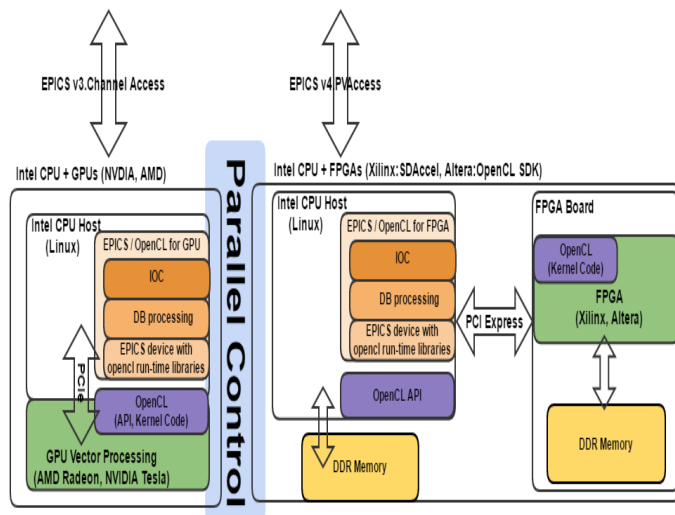 EPICS v3.Channel Access
EPICS v4.PVAccess
Intel CPU + GPUs (NVIDIA, AMD)
Intel CPU Host
(Linux)
EPICS / OpenCL for GPU
IOC
DB processing
EPICS device with
opencl run-time libraries
PCIe
OpenCL
(API, Kernel Code)
GPU Vector Processing
(AMD Radeon, NVIDIA Tesla)
Parallel Control
Intel CPU + FPGAs (Xilinx:SDAccel, Altera:OpenCL SDK)
Intel CPU Host
(Linux)
EPICS / OpenCL for FPGA
IOC
DB processing
EPICS device with
opencl run-time libraries
OpenCL API
DDR Memory
PCI Express
FPGA Board
OpenCL
(Kernel Code)
FPGA
(Xilinx, Altera)
DDR Memory